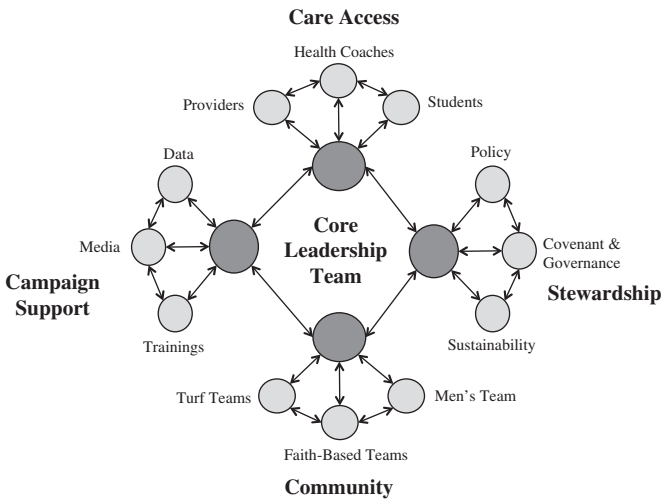 Care Access
Health Coaches
Providers
Students
Data
Policy
Media
Core
Leadership
Team
Covenant &
Governance
Campaign
Support
Stewardship
Trainings
Sustainability
Turf Teams
Men's Team
Faith-Based Teams
Community